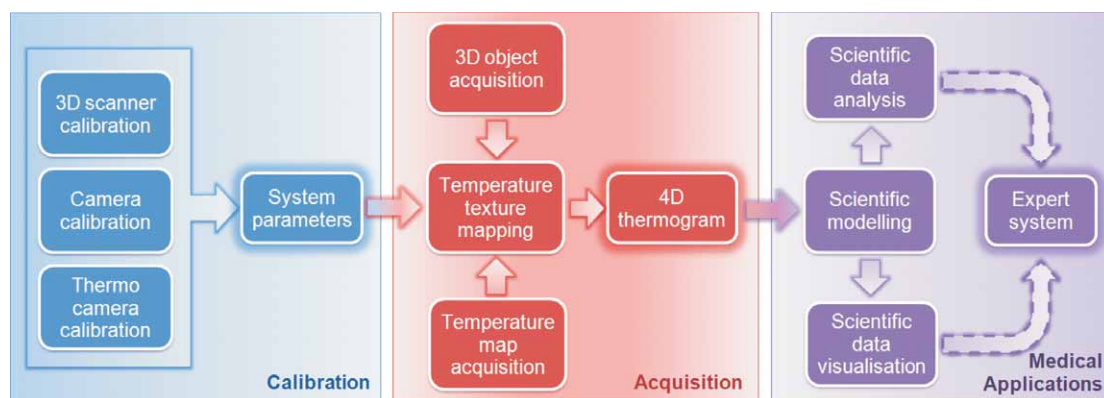 3D scanner
calibration
Camera
calibration
Thermo
camera
calibration
System
parameters
Calibration
3D object
acquisition
Temperature
texture
mapping
Temperature
map
acquisition
4D
thermogram
Acquisition
Scientific
data
analysis
Scientific
modelling
Scientific
data
visualisation
Expert
system
Medical
Applications